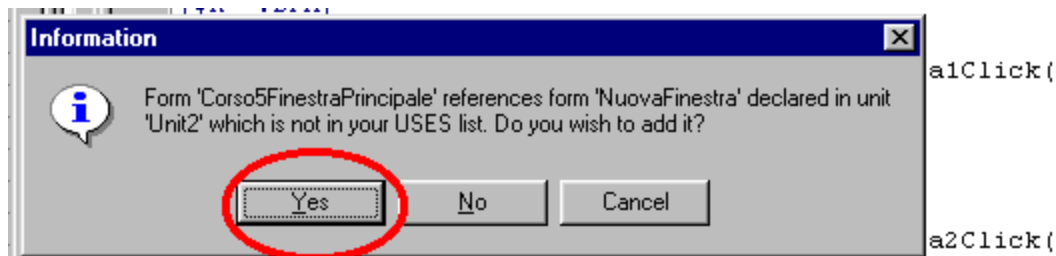 Information
a1Click(
Form 'Corso5FinestraPrincipale' references form 'NuovaFinestra' declared in unit
'Unit2' which is not in your USES list. Do you wish to add it?
Yes No Cancel
a2Click(